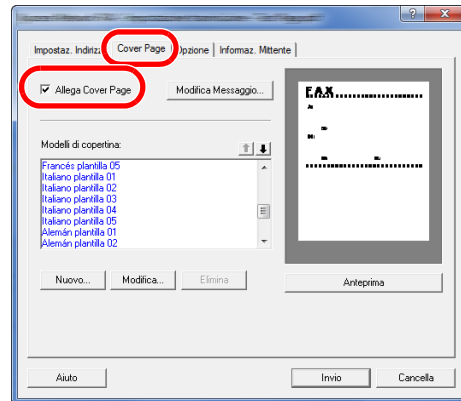 Impostaz. Indiriz
Cover Page
Opzione
Informaz. Mittente
Allega Cover Page
Modifica Messaggio...
Modelli di copertina:
Francés plantilla 05
Italiano plantilla 01
Italiano plantilla 02
Italiano plantilla 03
Italiano plantilla 04
Italiano plantilla 05
Alemán plantilla 01
Alemán plantilla 02
Nuovo...
Modifica...
Elimina
FAX
Anteprima
Aiuto
Invio
Cancella